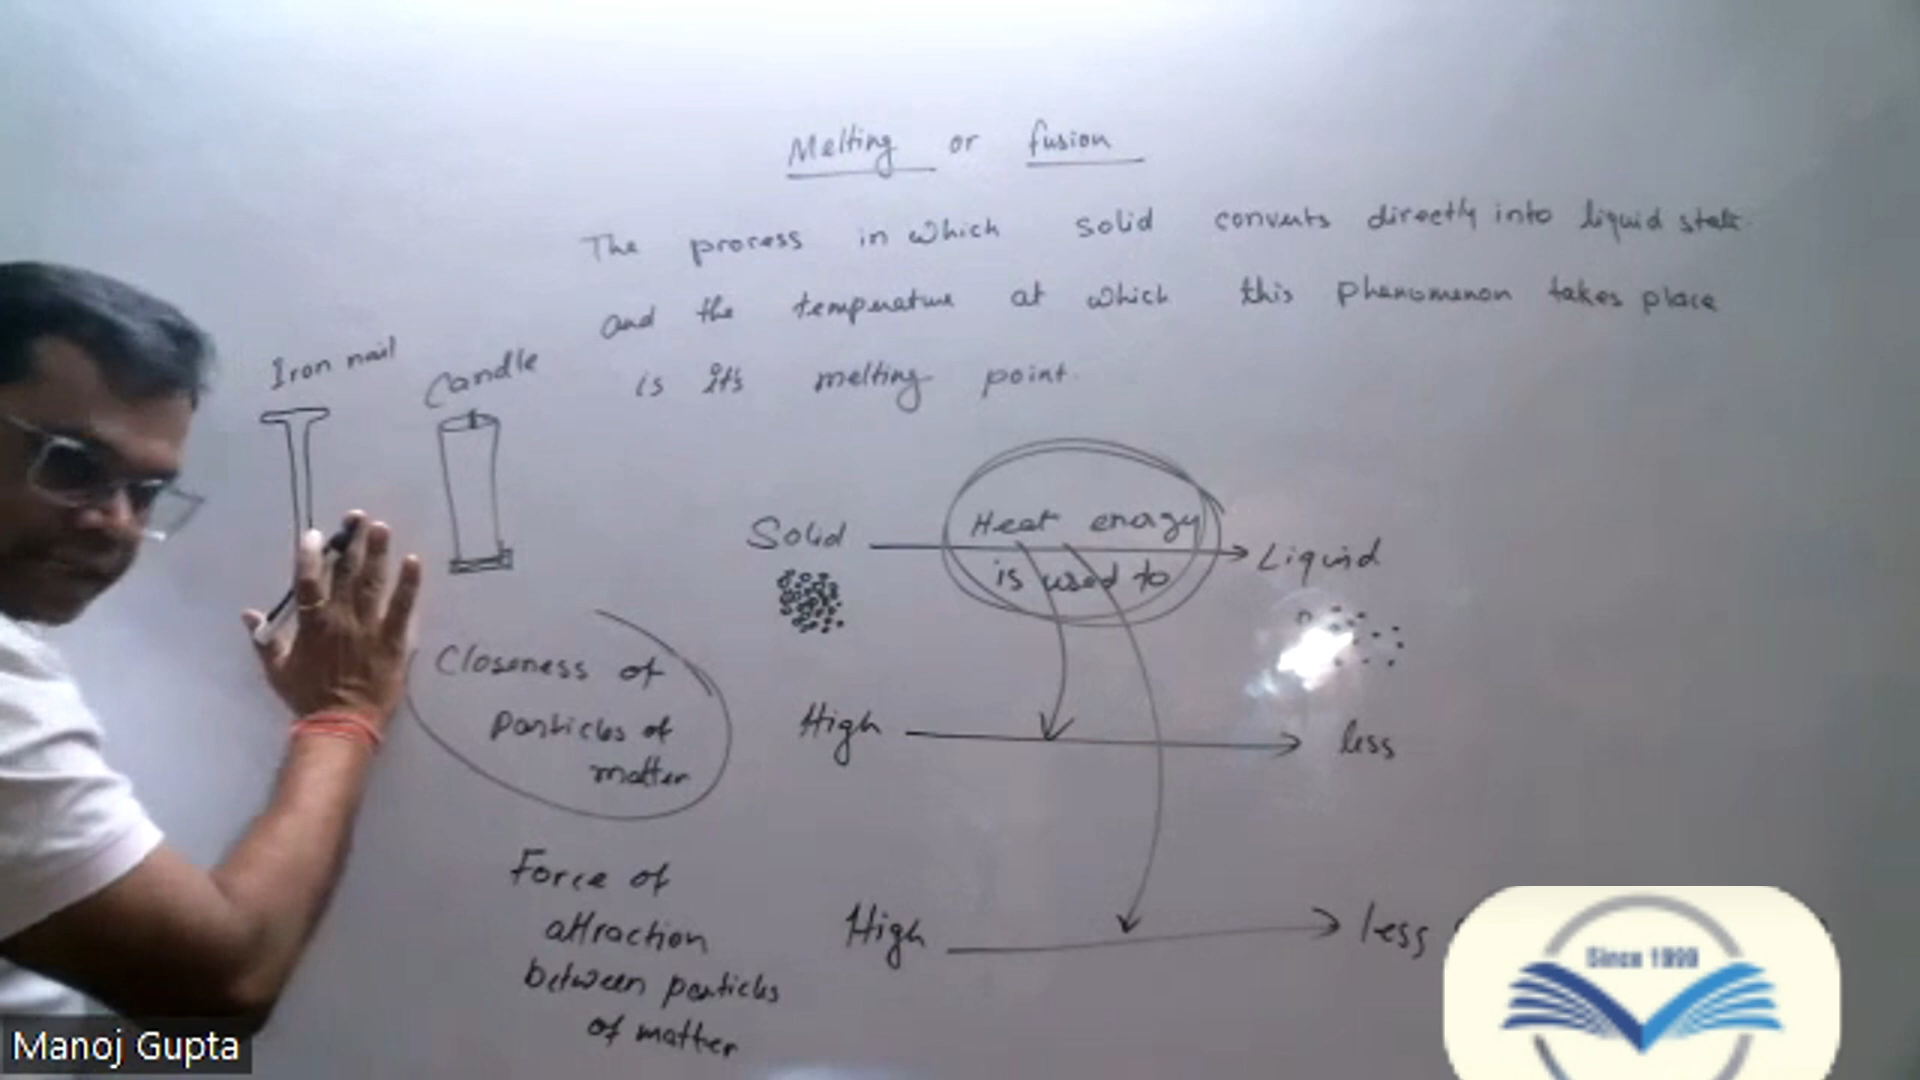 Melting or fusion
The process in which solid converts directly into liquid state
and the temperature at which this phenomenon takes place
is it's melting point.
Iron nail
Candle
Solid
Heat energy
is used to
Liquid
Closeness of
particles of
matter
High
less
Force of
attraction
between particles
of matter
High
less
Since 1999
Manoj Gupta